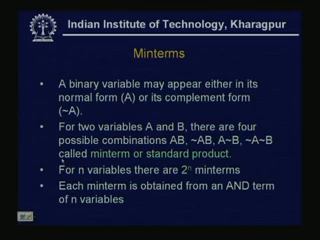 Indian Institute of Technology, Kharagpur
Minterms
• A binary variable may appear either in its
normal form (A) or its complement form
(~A).
• For two variables A and B, there are four
possible combinations AB, ~AB, A~B, ~A~B
called minterm or standard product.
• For n variables there are 2ⁿ minterms
• Each minterm is obtained from an AND term
of n variables